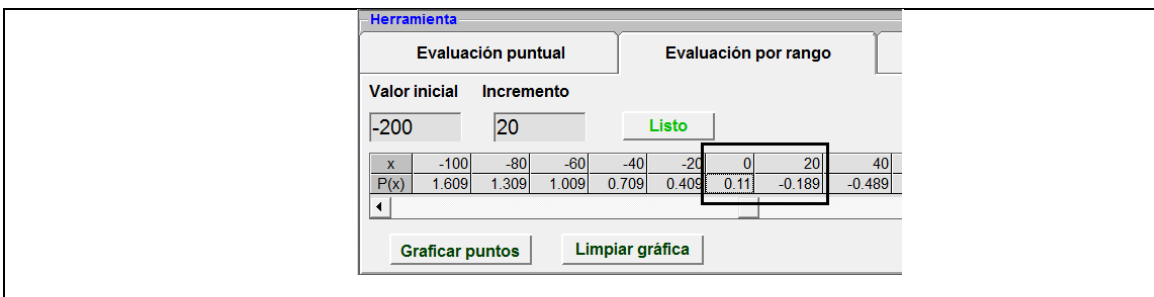 Herramienta
Evaluación puntual Evaluación por rango
Valor inicial Incremento
-200 20 Listo
x -100 -80 -60 -40 -20 0 20 40
P(x) 1.609 1.309 1.009 0.709 0.409 0.11 -0.189 -0.489
Graficar puntos Limpiar gráfica